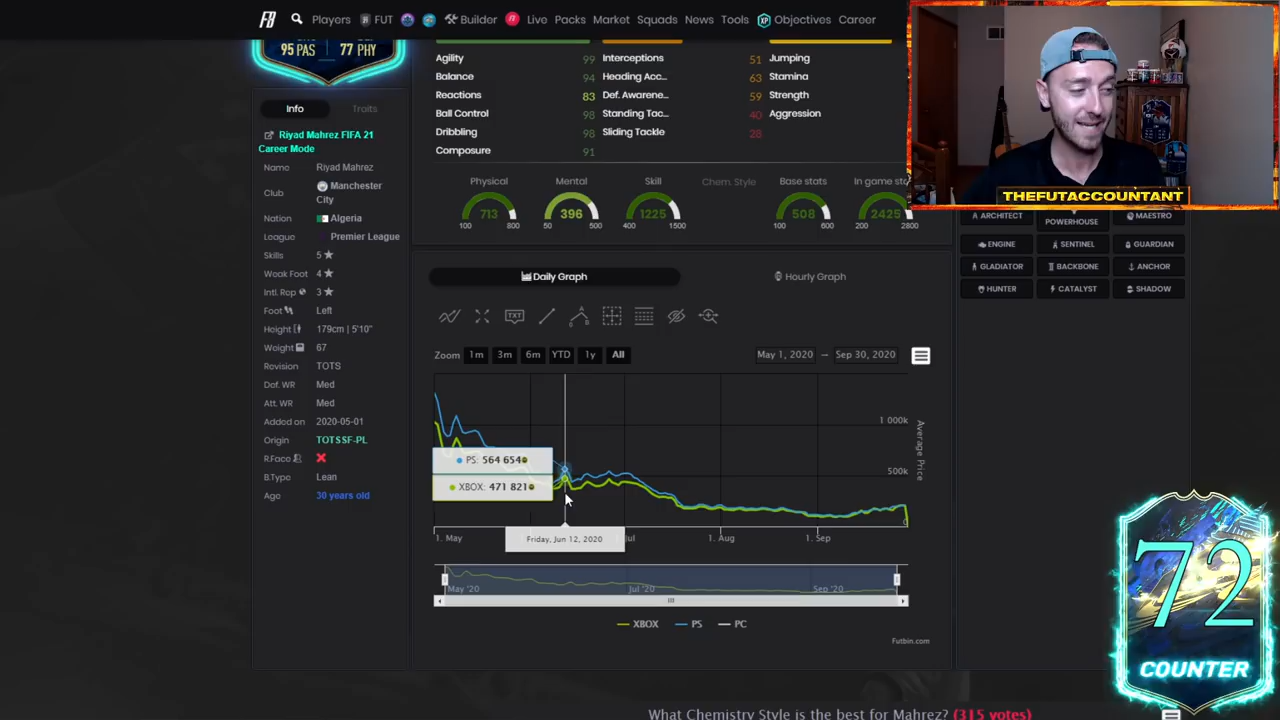 F8 Players FUT Builder Live Packs Market Squads News Tools XP Objectives Career
95 PAS 77 PHY
Agility 99 Interceptions 51 Jumping
Balance 94 Heading Acc... 63 Stamina
Reactions 83 Def. Awarene... 59 Strength
Ball Control 98 Standing Tac... 40 Aggression
Dribbling 98 Sliding Tackle 28
Composure 91
THEFUTACCOUNTANT
Info Traits
Riyad Mahrez FIFA 21
Career Mode
Name Riyad Mahrez
Club Manchester
City
Nation Algeria
League Premier League
Skills 5★
Weak Foot 4★
Intl. Rep 3★
Foot Left
Height 179cm | 5'10"
Weight 67
Revision TOTS
Def. WR Med
Att. WR Med
Added on 2020-05-01
Origin TOTSSF-PL
R.Face
B.Type Lean
Age 30 years old
Physical Mental Skill Chem. Style Base stats In game st
713 396 1225 508 2425
100 800 50 500 400 1500 100 600 200 2800
ARCHITECT POWERHOUSE MAESTRO
ENGINE SENTINEL GUARDIAN
GLADIATOR BACKBONE ANCHOR
HUNTER CATALYST SHADOW
Daily Graph Hourly Graph
TXT
Zoom 1m 3m 6m YTD 1y All May 1, 2020 – Sep 30, 2020
1 000k
500k
0
Average Price
PS: 564 654
XBOX: 471 821
1. May Jul 1. Aug 1. Sep
Friday, Jun 12, 2020
May '20 Jul '20 Sep '20
XBOX PS PC
Futbin.com
72
COUNTER
What Chemistry Style is the best for Mahrez? (315 votes)